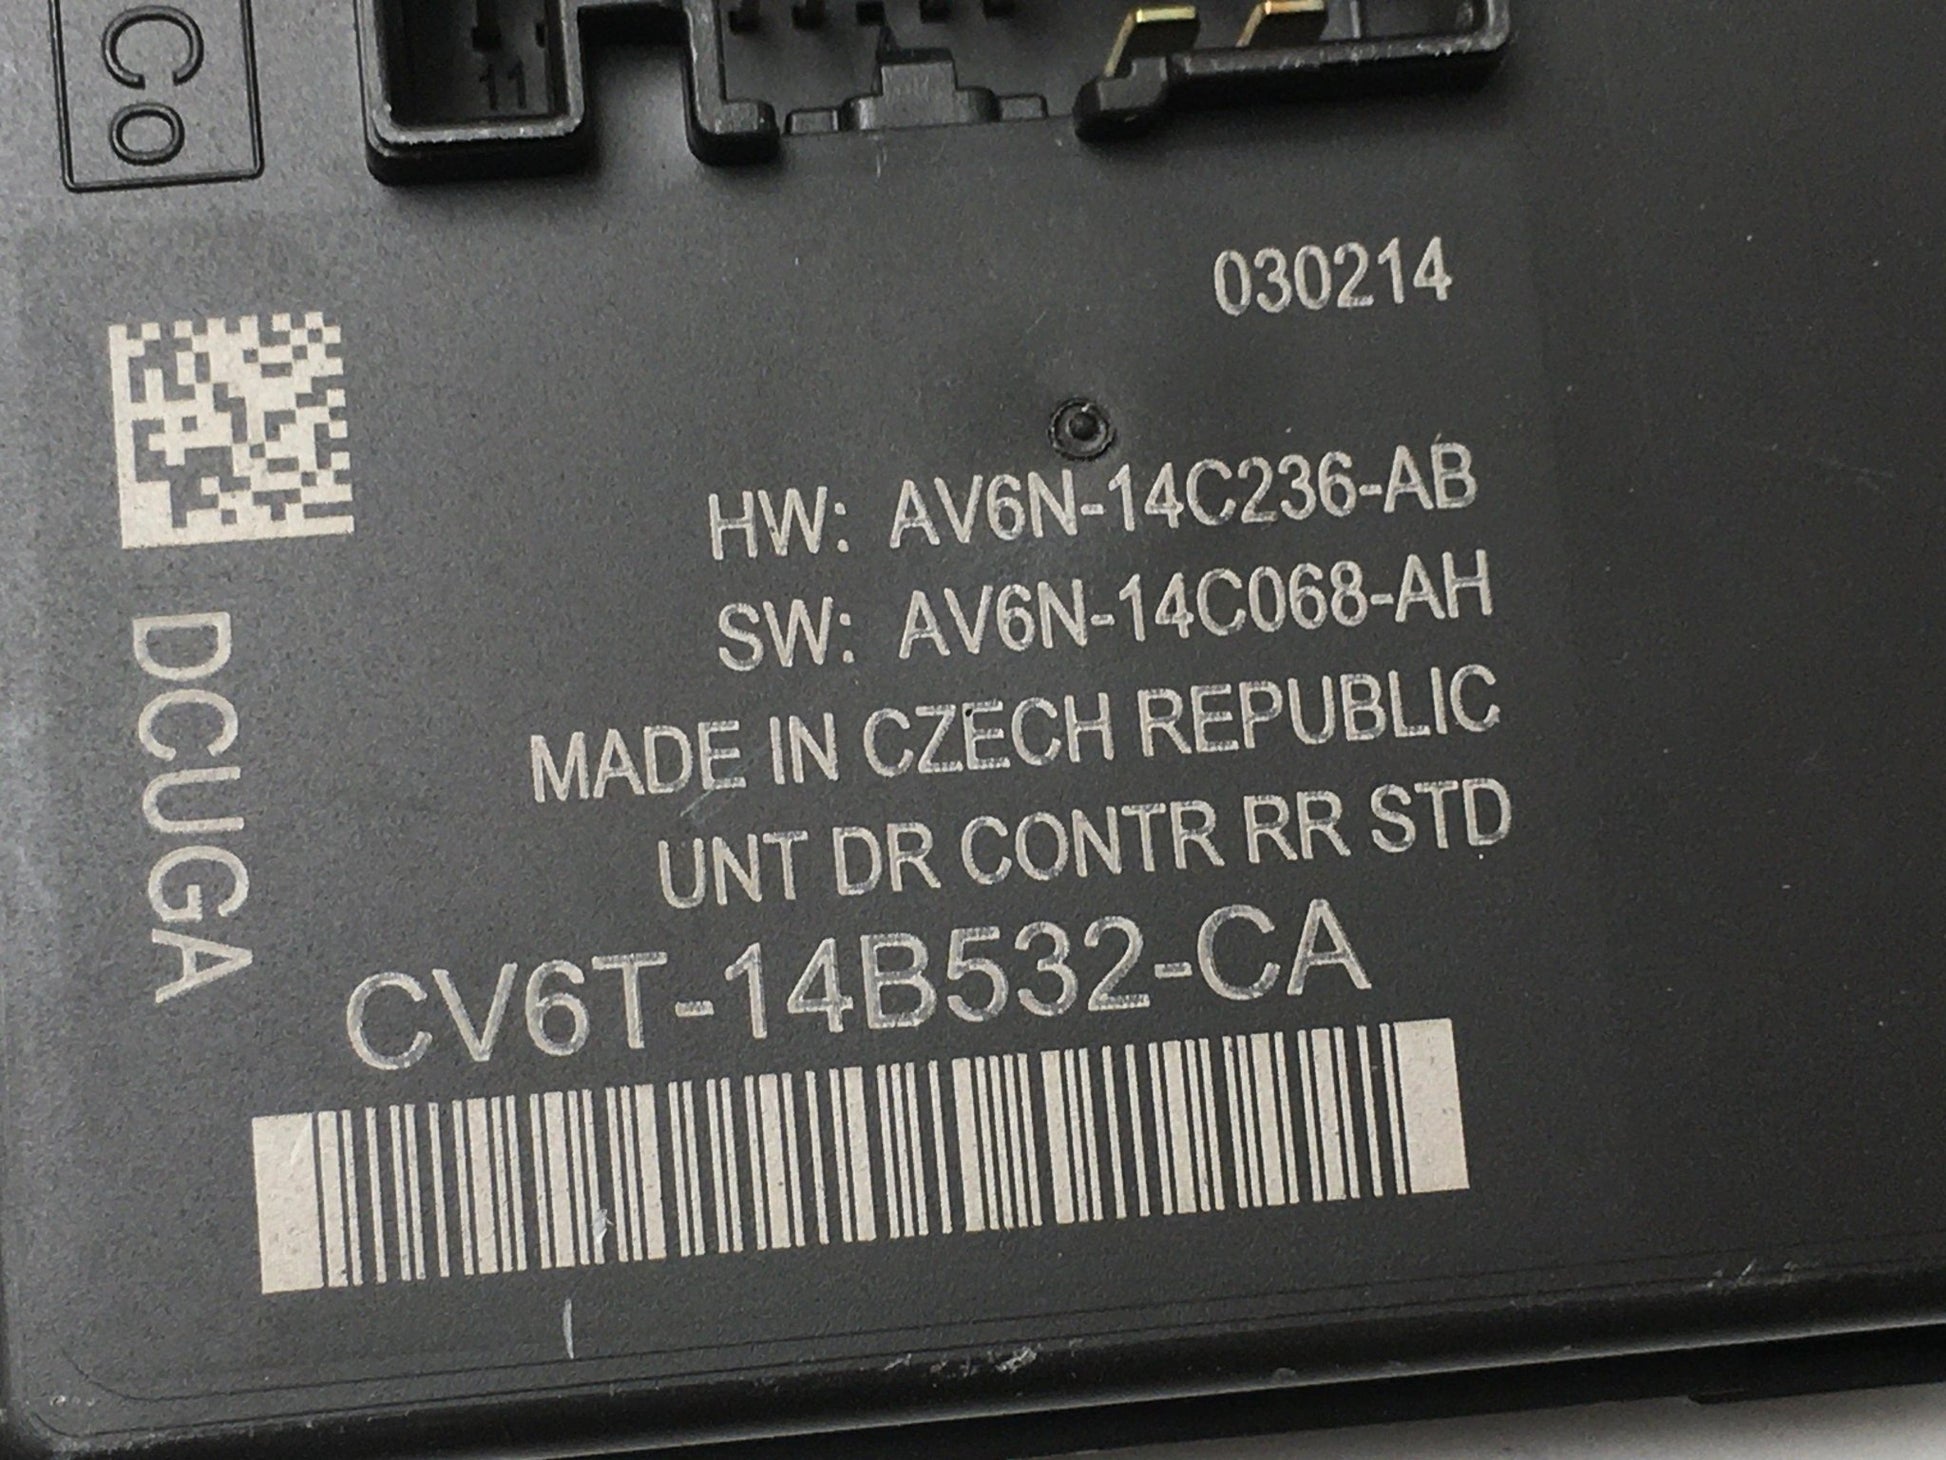 Co
11
030214
HW: AV6N-14C236-AB
SW: AV6N-14C068-AH
MADE IN CZECH REPUBLIC
UNT DR CONTR RR STD
DCUGA
CV6T-14B532-CA